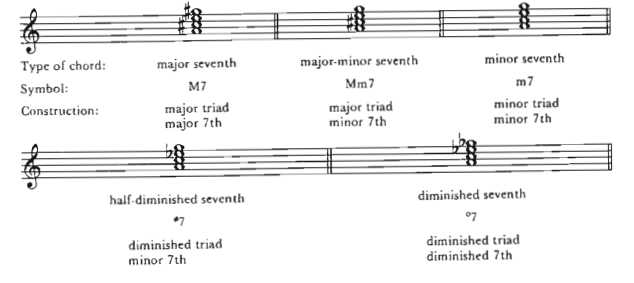 Type of chord: major seventh major-minor seventh minor seventh
Symbol: M7 Mm7 m7
Construction: major triad major triad minor triad
major 7th minor 7th minor 7th
half-diminished seventh diminished seventh
ø7 o7
diminished triad diminished triad
minor 7th diminished 7th